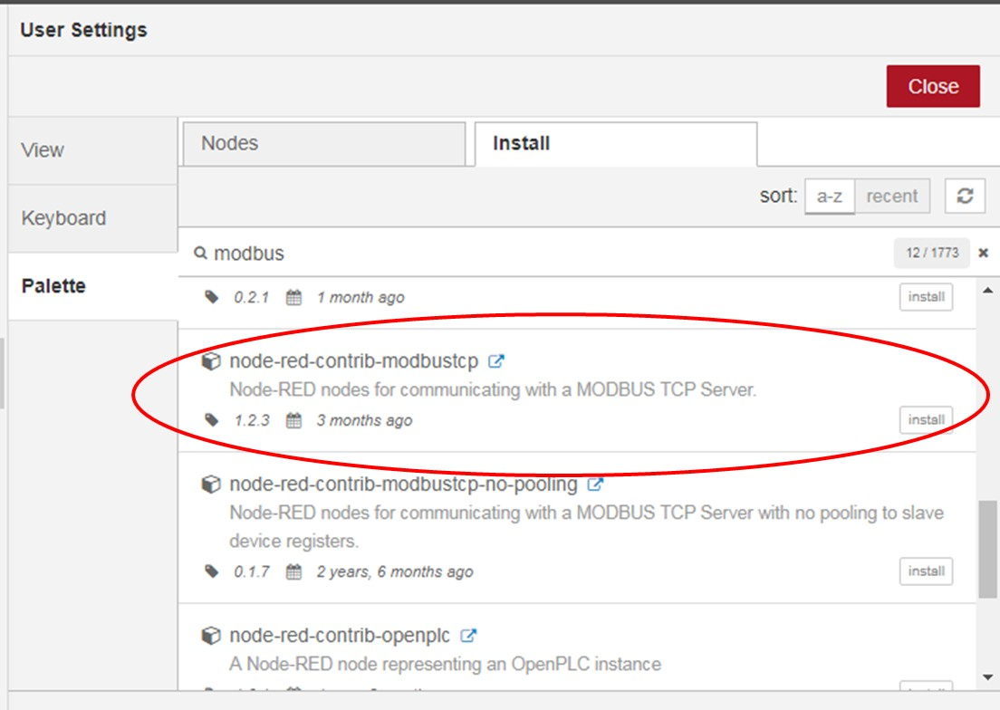 User Settings
Close
View
Keyboard
Palette
Nodes
Install
sort: a-z recent
modbus
12 / 1773
0.2.1 1 month ago
install
node-red-contrib-modbustcp
Node-RED nodes for communicating with a MODBUS TCP Server.
1.2.3 3 months ago
install
node-red-contrib-modbustcp-no-pooling
Node-RED nodes for communicating with a MODBUS TCP Server with no pooling to slave
device registers.
0.1.7 2 years, 6 months ago
install
node-red-contrib-openplc
A Node-RED node representing an OpenPLC instance